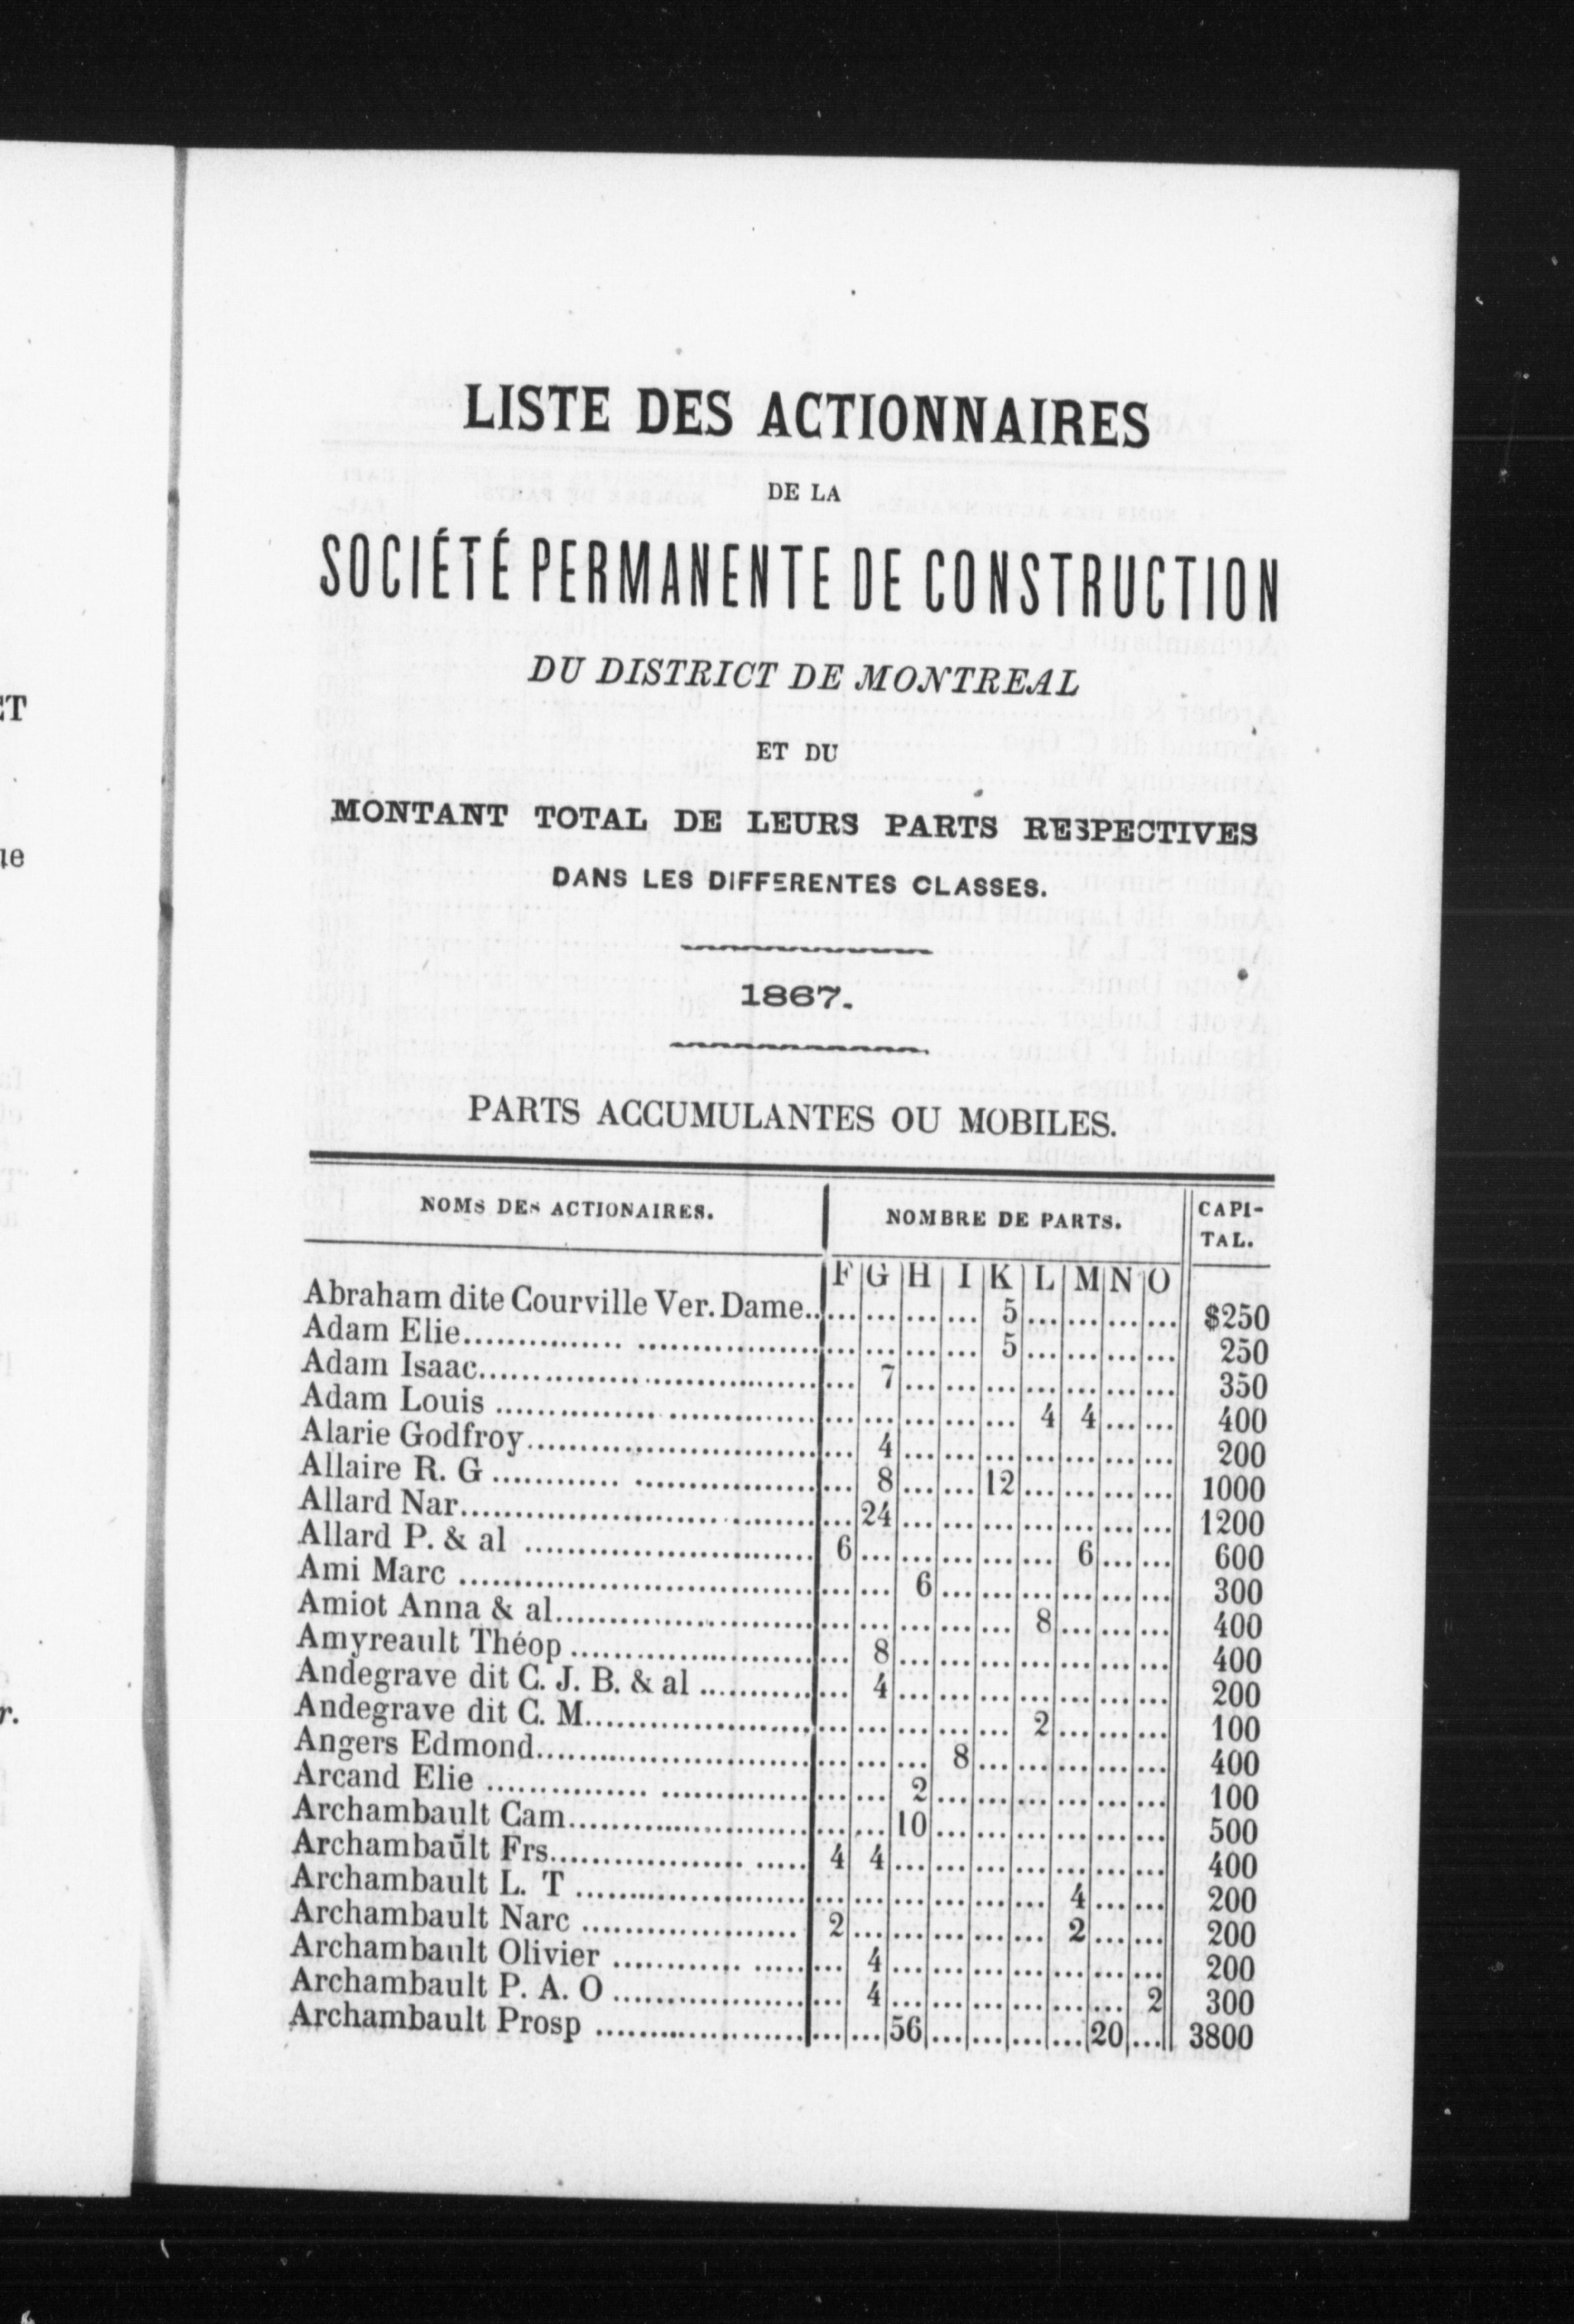 LISTE DES ACTIONNAIRES
DE LA
SOCIÉTÉ PERMANENTE DE CONSTRUCTION
DU DISTRICT DE MONTREAL
ET DU
MONTANT TOTAL DE LEURS PARTS RESPECTIVES
DANS LES DIFFERENTES CLASSES.
1867.
PARTS ACCUMULANTES OU MOBILES.
NOMS DES ACTIONAIRES. NOMBRE DE PARTS. CAPI-
TAL.
F G H I K L M N O
Abraham dite Courville Ver. Dame.. ... ... ... ... 5 ... ... ... ... $250
Adam Elie............... ................. ... ... ... ... 5 ... ... ... ... 250
Adam Isaac................................. ... 7 ... ... ... ... ... ... ... 350
Adam Louis ............... .............. ... ... ... ... ... 4 4 ... ... 400
Alarie Godfroy............................ ... 4 ... ... ... ... ... ... ... 200
Allaire R. G ............ ................. ... 8 ... ... 12 ... ... ... ... 1000
Allard Nar.................................. ... 24 ... ... ... ... ... ... ... 1200
Allard P. & al ........................... 6 ... ... ... ... ... 6 ... ... 600
Ami Marc .................................. ... ... 6 ... ... ... ... ... ... 300
Amiot Anna & al......................... ... ... ... ... ... 8 ... ... ... 400
Amyreault Théop ....................... ... 8 ... ... ... ... ... ... ... 400
Andegrave dit C. J. B. & al ........... ... 4 ... ... ... ... ... ... ... 200
Andegrave dit C. M...................... ... ... ... ... ... 2 ... ... ... 100
Angers Edmond........................... ... ... ... 8 ... ... ... ... ... 400
Arcand Elie ............... .............. ... ... 2 ... ... ... ... ... ... 100
Archambault Cam....................... ... ... 10 ... ... ... ... ... ... 500
Archambault Frs.................. ..... 4 4 ... ... ... ... ... ... ... 400
Archambault L. T ....................... ... ... ... ... ... ... 4 ... ... 200
Archambault Narc ..................... 2 ... ... ... ... ... 2 ... ... 200
Archambault Olivier ............ ...... ... 4 ... ... ... ... ... ... ... 200
Archambault P. A. O ................... ... 4 ... ... ... ... ... ... 2 300
Archambault Prosp ..................... ... ... 56 ... ... ... ... 20 ... 3800
ET
r.